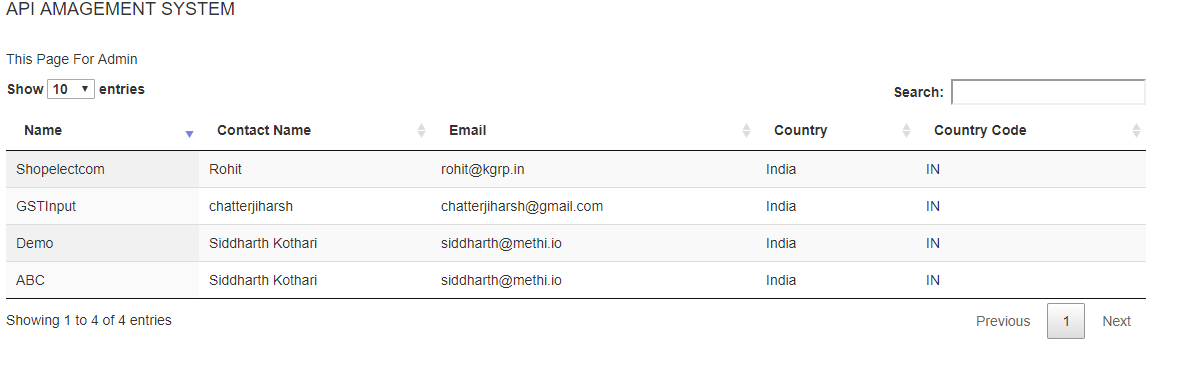 API AMAGEMENT SYSTEM
This Page For Admin
Show 10 entries
Search:
Name Contact Name Email Country Country Code
Shopelectcom Rohit rohit@kgrp.in India IN
GSTInput chatterjiharsh chatterjiharsh@gmail.com India IN
Demo Siddharth Kothari siddharth@methi.io India IN
ABC Siddharth Kothari siddharth@methi.io India IN
Showing 1 to 4 of 4 entries
Previous 1 Next